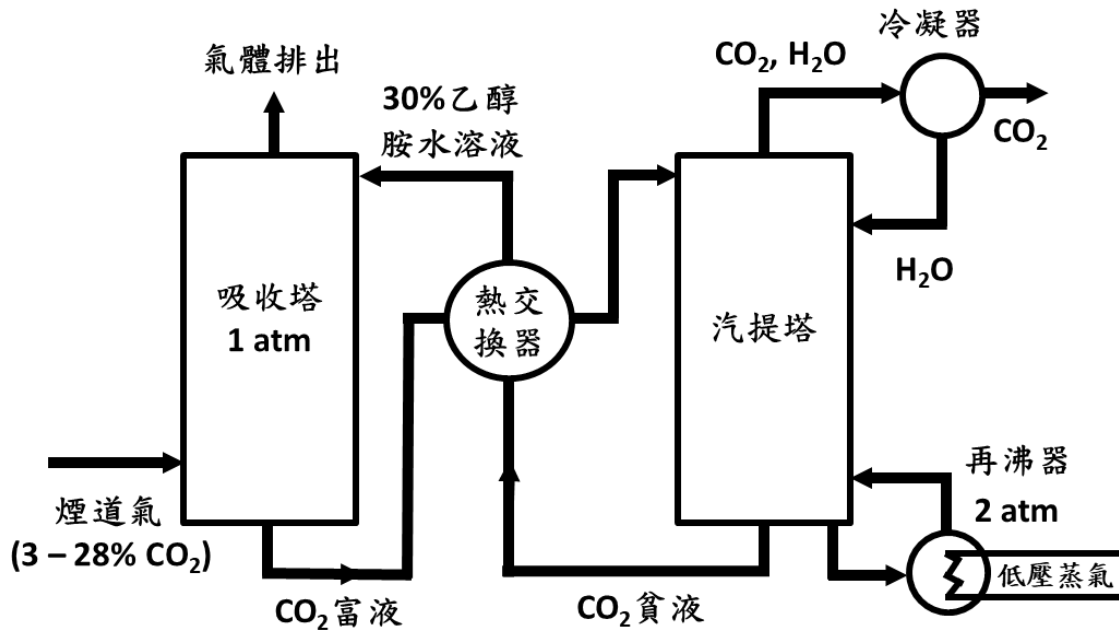 冷凝器
CO2, H2O
CO2
氣體排出
30%乙醇
胺水溶液
H2O
吸收塔
1 atm
熱交
換器
汽提塔
煙道氣
(3 – 28% CO2)
再沸器
2 atm
低壓蒸氣
CO2富液
CO2貧液